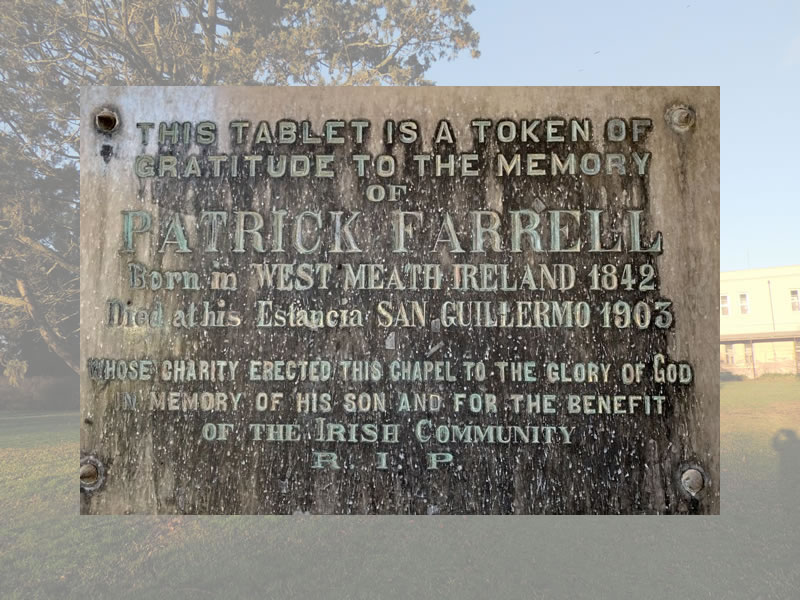 THIS TABLET IS A TOKEN OF
GRATITUDE TO THE MEMORY
OF
PATRICK FARRELL
Born in WEST MEATH IRELAND 1842
Died at his Estancia SAN GUILLERMO 1903
WHOSE CHARITY ERECTED THIS CHAPEL TO THE GLORY OF GOD
IN MEMORY OF HIS SON AND FOR THE BENEFIT
OF THE IRISH COMMUNITY
R. I. P